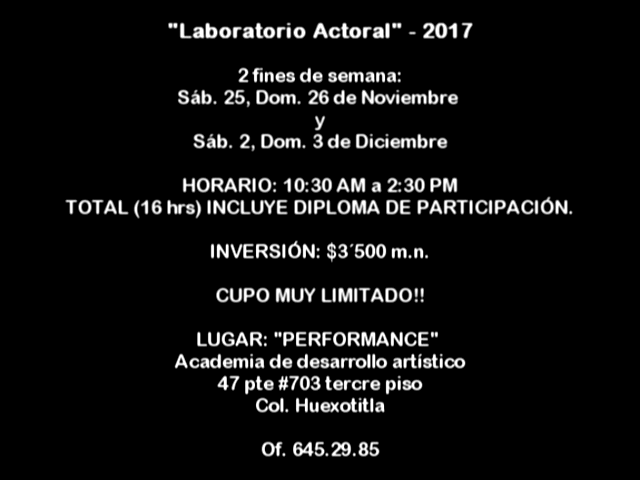 "Laboratorio Actoral" - 2017
2 fines de semana:
Sáb. 25, Dom. 26 de Noviembre
y
Sáb. 2, Dom. 3 de Diciembre
HORARIO: 10:30 AM a 2:30 PM
TOTAL (16 hrs) INCLUYE DIPLOMA DE PARTICIPACIÓN.
INVERSIÓN: $3´500 m.n.
CUPO MUY LIMITADO!!
LUGAR: "PERFORMANCE"
Academia de desarrollo artístico
47 pte #703 tercre piso
Col. Huexotitla
Of. 645.29.85